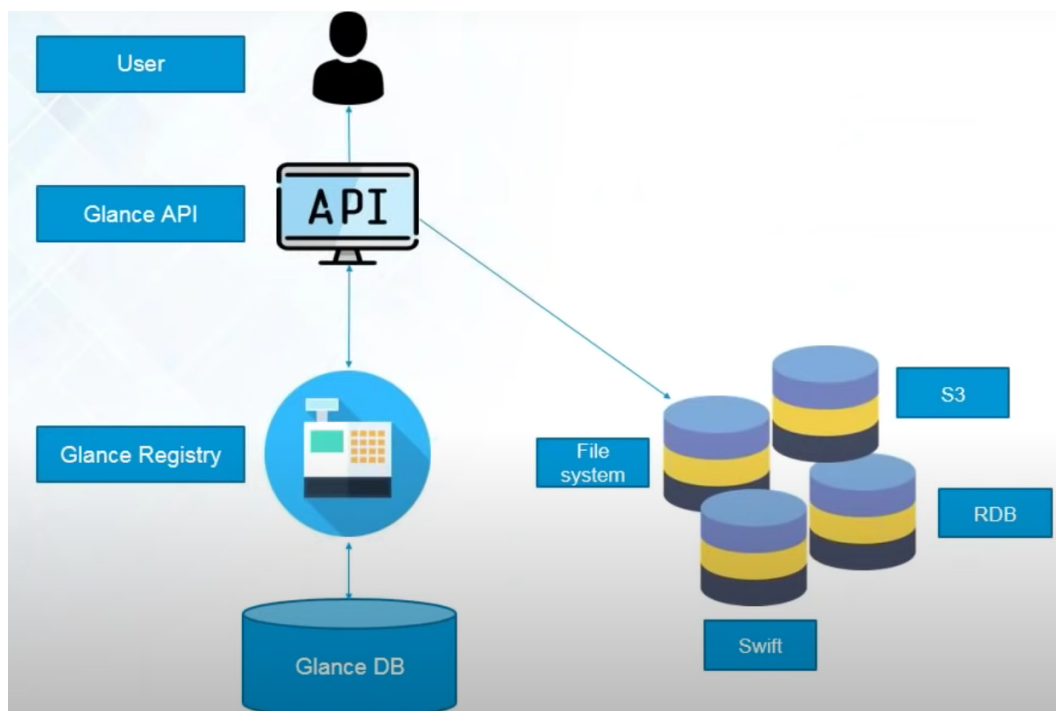 User
Glance API
API
Glance Registry
S3
File
system
RDB
Swift
Glance DB